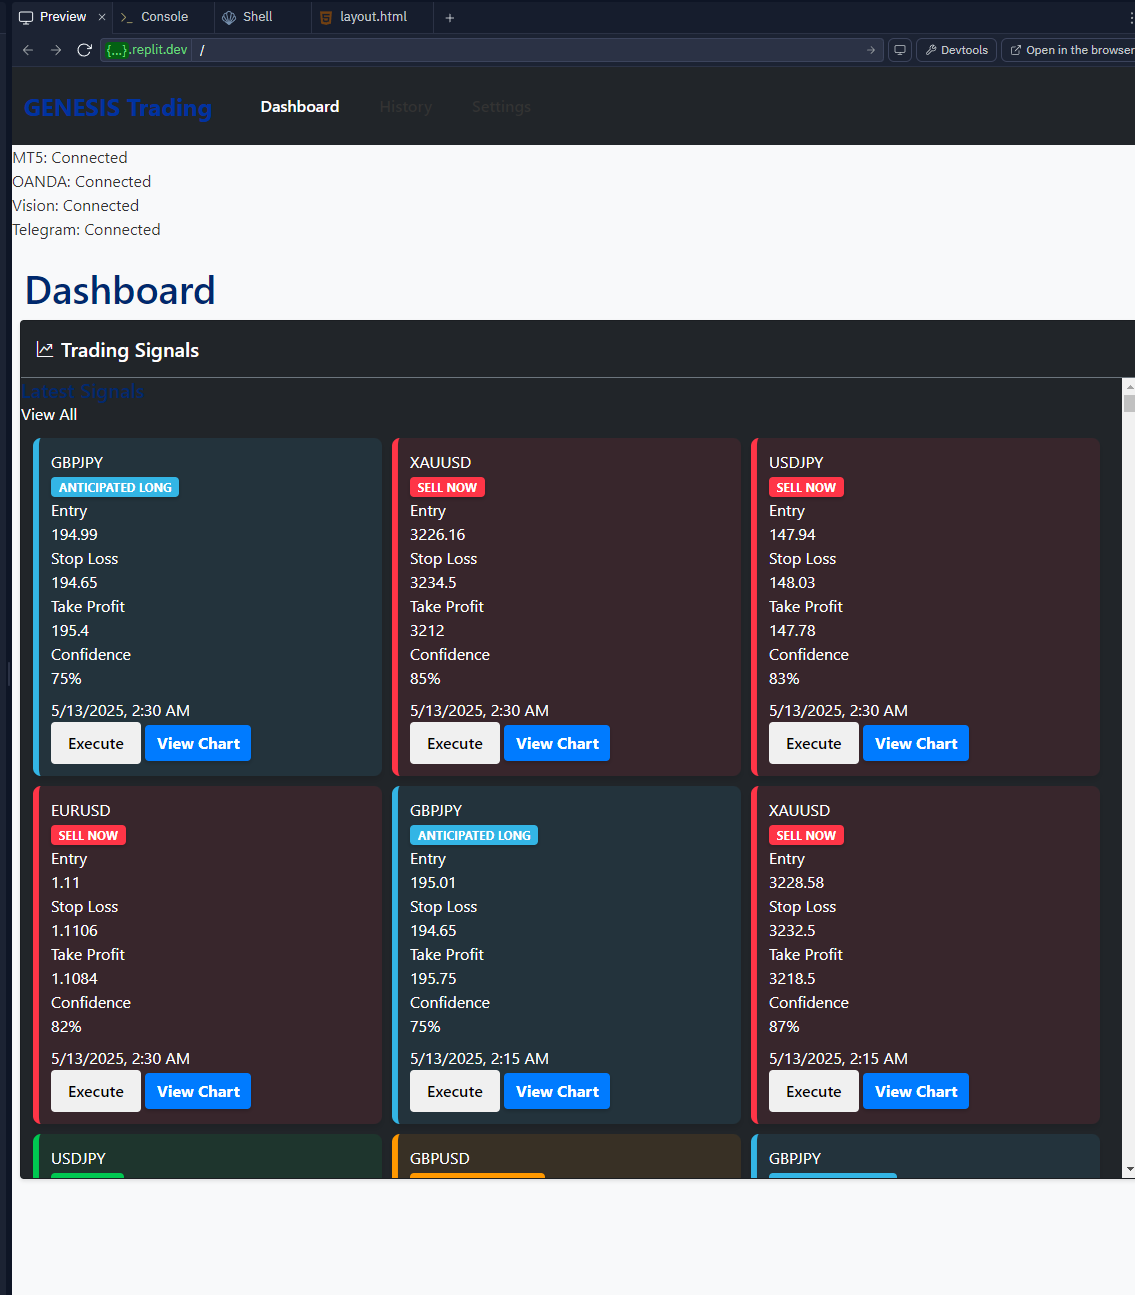 Preview
Console
Shell
layout.html
{...}.replit.dev /
Devtools
Open in the browser
GENESIS Trading
Dashboard
History
Settings
MT5: Connected
OANDA: Connected
Vision: Connected
Telegram: Connected
Dashboard
Trading Signals
Latest Signals
View All
GBPJPY
ANTICIPATED LONG
Entry
194.99
Stop Loss
194.65
Take Profit
195.4
Confidence
75%
5/13/2025, 2:30 AM
Execute
View Chart
XAUUSD
SELL NOW
Entry
3226.16
Stop Loss
3234.5
Take Profit
3212
Confidence
85%
5/13/2025, 2:30 AM
Execute
View Chart
USDJPY
SELL NOW
Entry
147.94
Stop Loss
148.03
Take Profit
147.78
Confidence
83%
5/13/2025, 2:30 AM
Execute
View Chart
EURUSD
SELL NOW
Entry
1.11
Stop Loss
1.1106
Take Profit
1.1084
Confidence
82%
5/13/2025, 2:30 AM
Execute
View Chart
GBPJPY
ANTICIPATED LONG
Entry
195.01
Stop Loss
194.65
Take Profit
195.75
Confidence
75%
5/13/2025, 2:15 AM
Execute
View Chart
XAUUSD
SELL NOW
Entry
3228.58
Stop Loss
3232.5
Take Profit
3218.5
Confidence
87%
5/13/2025, 2:15 AM
Execute
View Chart
USDJPY
GBPUSD
GBPJPY